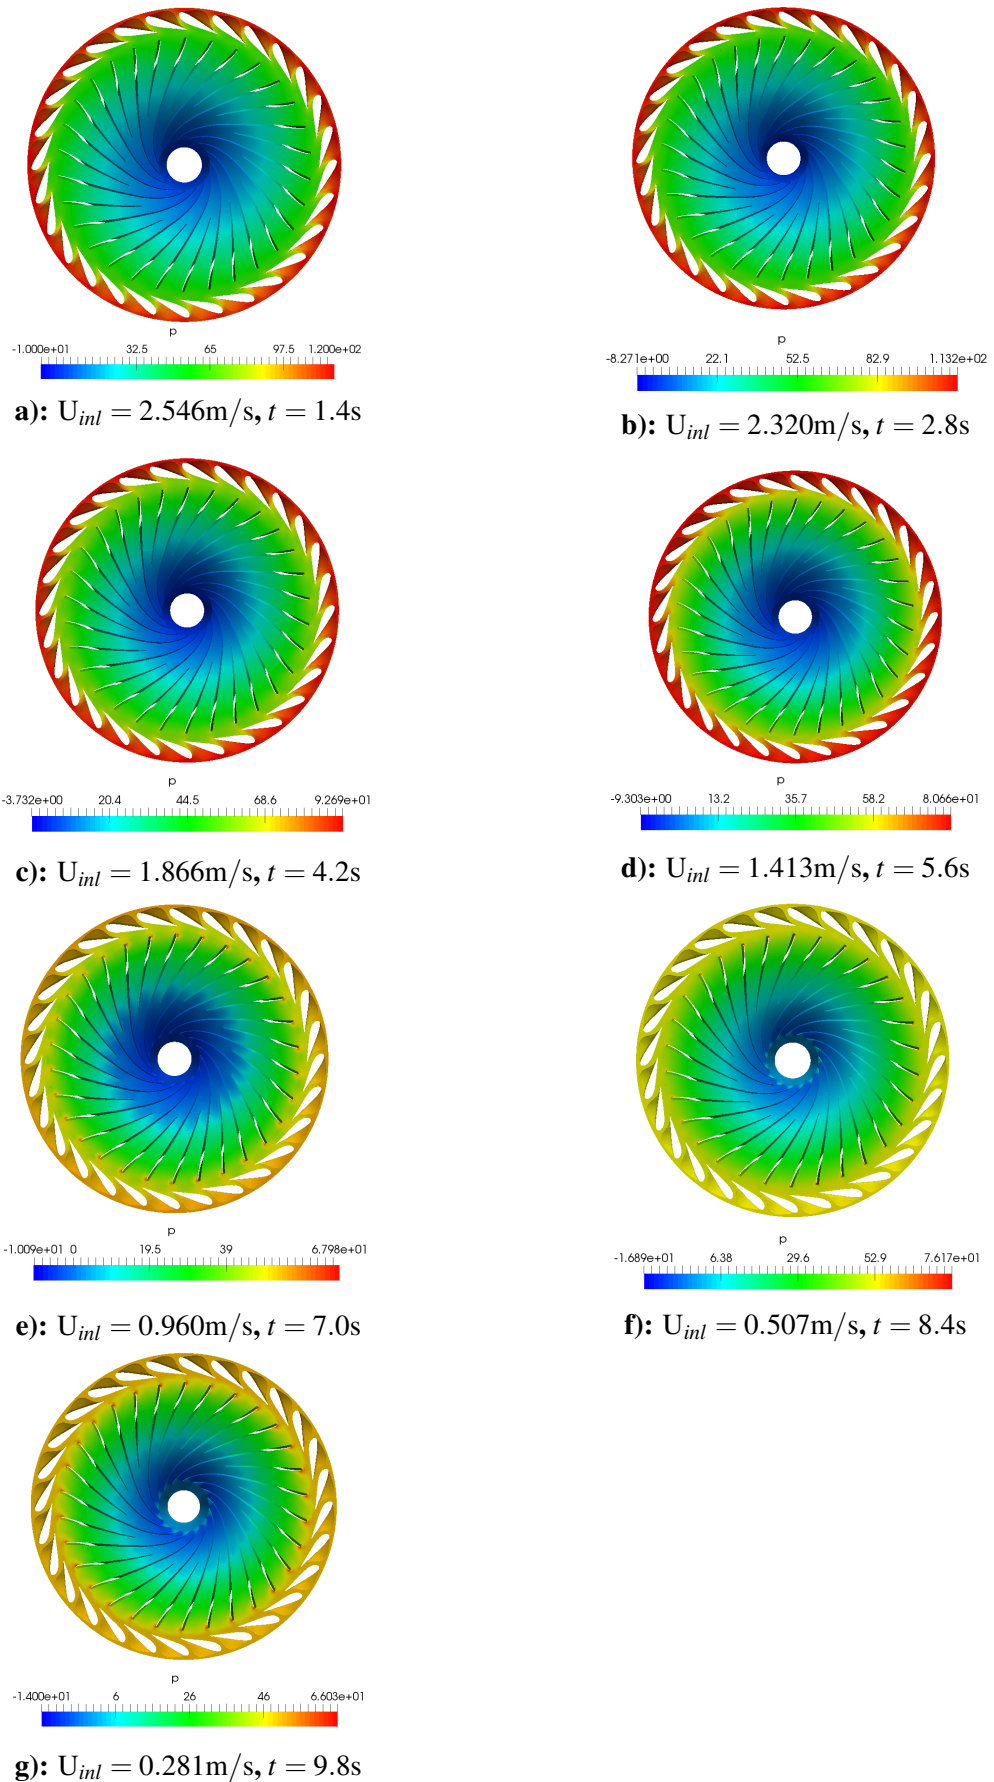 p
-1.000e+01 32.5 65 97.5 1.200e+02
a): U_inl = 2.546m/s, t = 1.4s
p
-8.271e+00 22.1 52.5 82.9 1.132e+02
b): U_inl = 2.320m/s, t = 2.8s
p
-3.732e+00 20.4 44.5 68.6 9.269e+01
c): U_inl = 1.866m/s, t = 4.2s
p
-9.303e+00 13.2 35.7 58.2 8.066e+01
d): U_inl = 1.413m/s, t = 5.6s
p
-1.009e+01 0 19.5 39 6.798e+01
e): U_inl = 0.960m/s, t = 7.0s
p
-1.689e+01 6.38 29.6 52.9 7.617e+01
f): U_inl = 0.507m/s, t = 8.4s
p
-1.400e+01 6 26 46 6.603e+01
g): U_inl = 0.281m/s, t = 9.8s